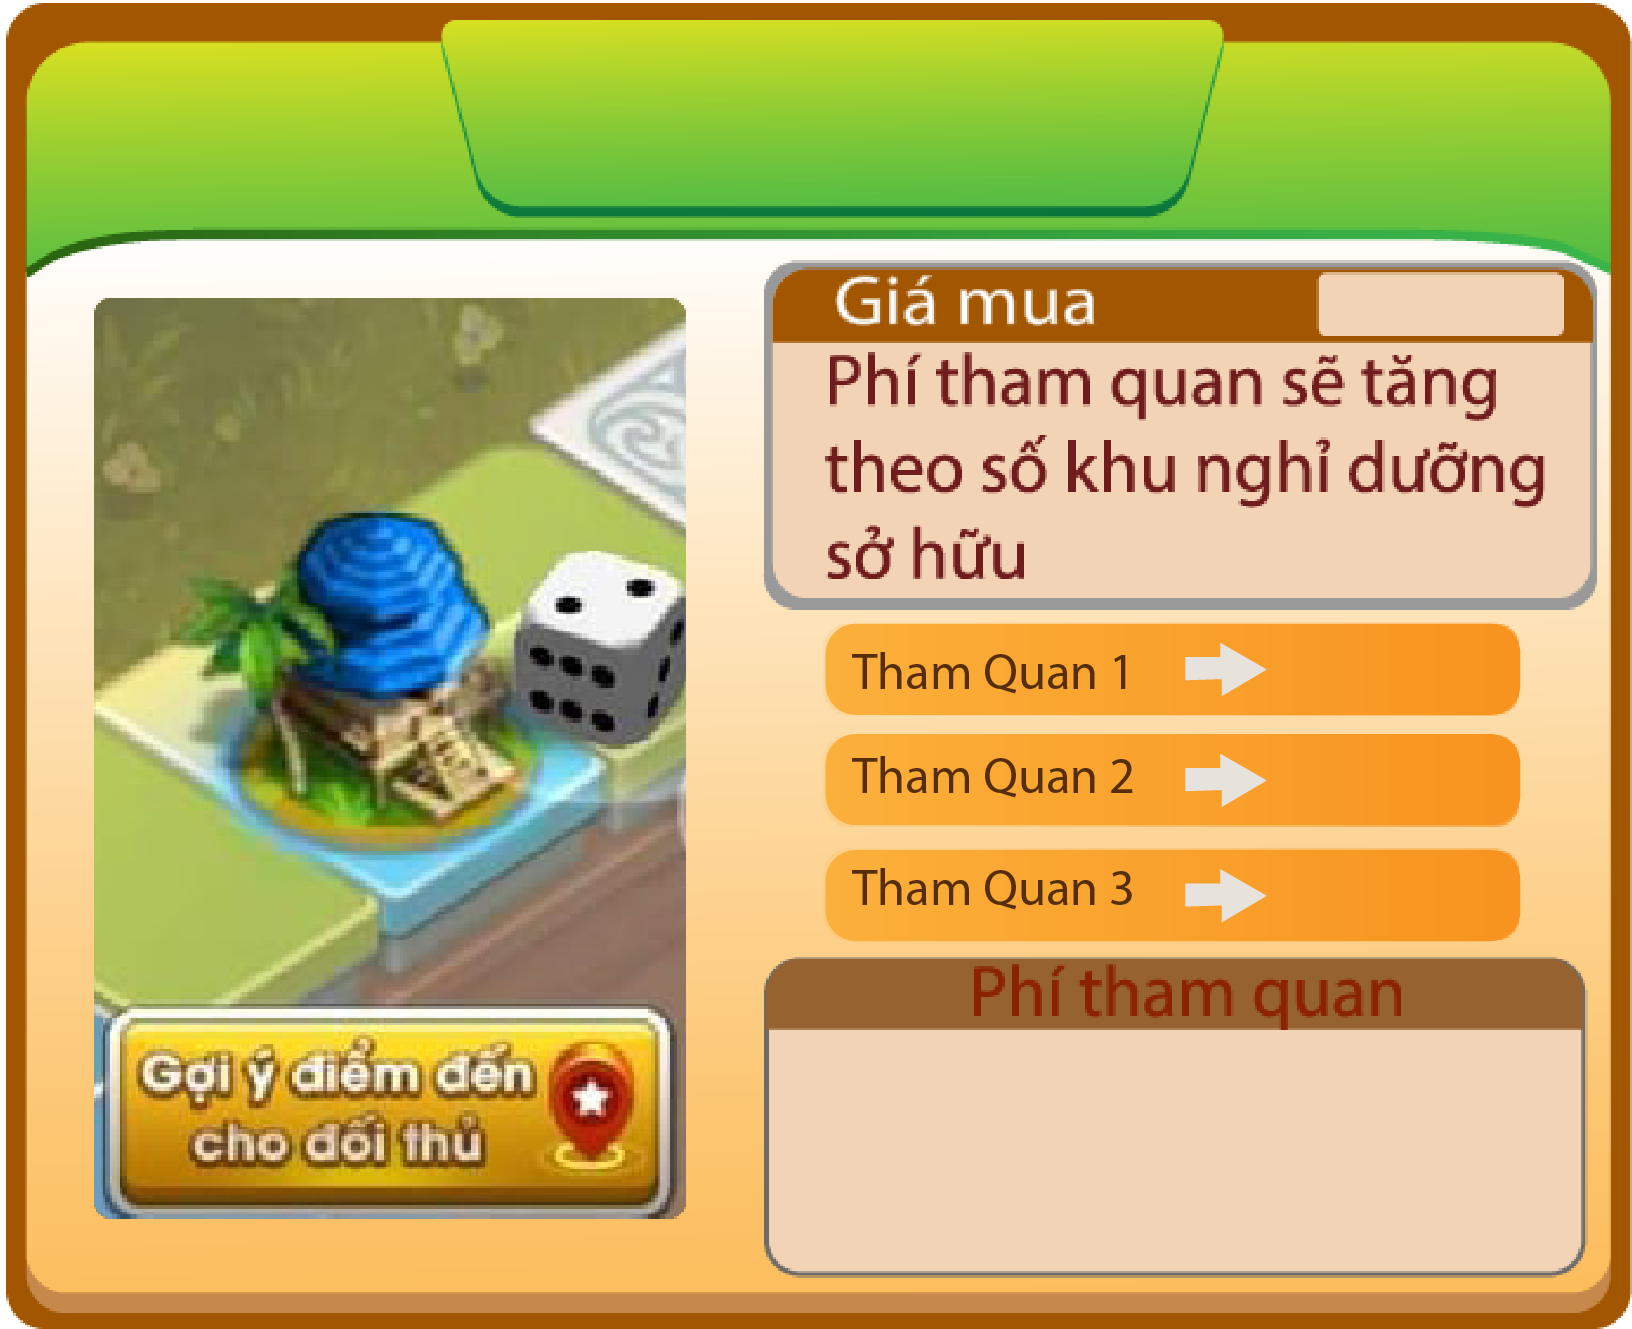 Giá mua
Phí tham quan sẽ tăng
theo số khu nghỉ dưỡng
sở hữu
Tham Quan 1
Tham Quan 2
Tham Quan 3
Phí tham quan
Gợi ý điểm đến
cho đối thủ